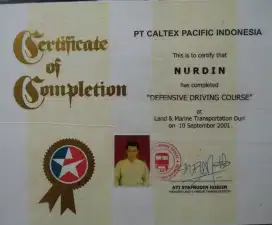 Certificate
of
Completion
PT CALTEX PACIFIC INDONESIA
This is to certify that
NURDIN
has completed
"DEFENSIVE DRIVING COURSE"
at
Land & Marine Transportation Duri
on 19 September 2001